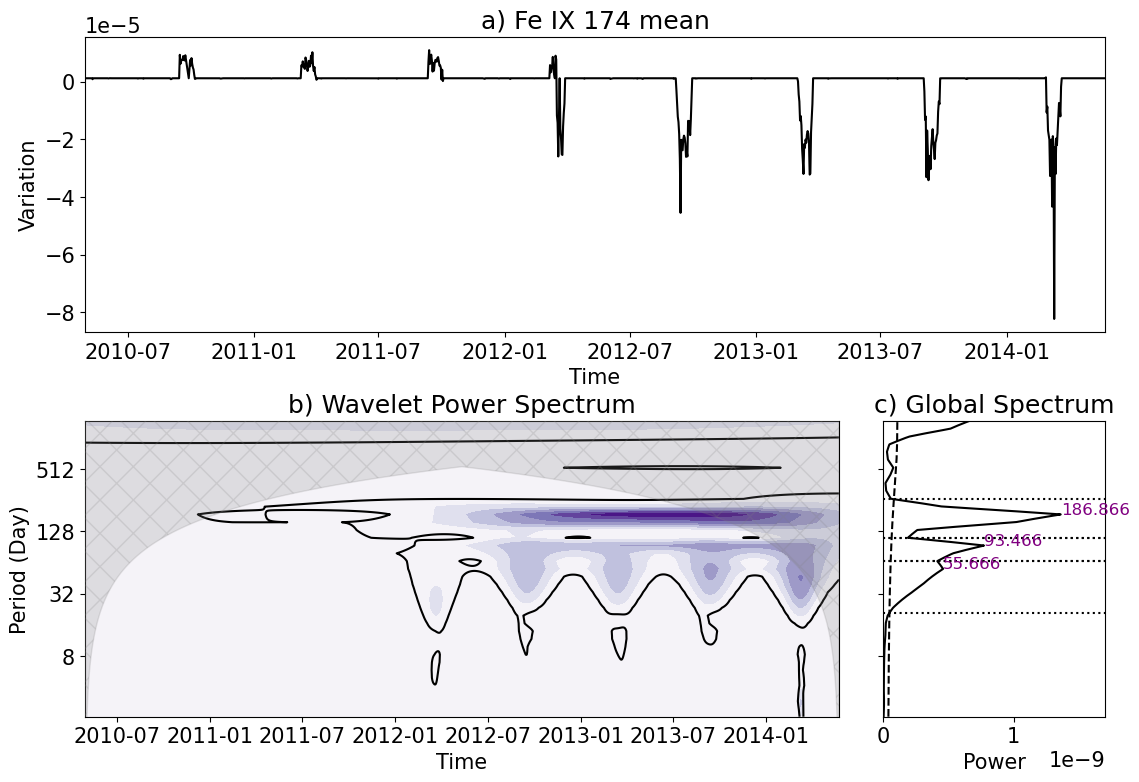 a) Fe IX 174 mean
1e−5
0
−2
−4
−6
−8
Variation
2010-07 2011-01 2011-07 2012-01 2012-07 2013-01 2013-07 2014-01
Time
b) Wavelet Power Spectrum
512
128
32
8
Period (Day)
2010-07 2011-01 2011-07 2012-01 2012-07 2013-01 2013-07 2014-01
Time
c) Global Spectrum
186.866
93.466
55.666
0 1
Power 1e−9